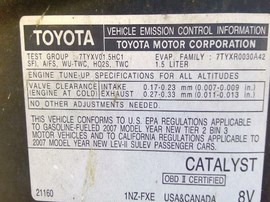 TOYOTA
VEHICLE EMISSION CONTROL INFORMATION
TOYOTA MOTOR CORPORATION
TEST GROUP : 7TYXV01.5HC1 EVAP. FAMILY : 7TYXR0030A42
SFI, A/FS, WU-TWC, HO2S, TWC 1.5 LITER
ENGINE TUNE-UP SPECIFICATIONS FOR ALL ALTITUDES
VALVE CLEARANCE INTAKE 0.17-0.23 mm (0.007-0.009 in.)
(ENGINE AT COLD) EXHAUST 0.27-0.33 mm (0.011-0.013 in.)
NO OTHER ADJUSTMENTS NEEDED.
THIS VEHICLE CONFORMS TO U.S. EPA REGULATIONS APPLICABLE
TO GASOLINE-FUELED 2007 MODEL YEAR NEW TIER 2 BIN 3
MOTOR VEHICLES AND TO CALIFORNIA REGULATIONS APPLICABLE TO
2007 MODEL YEAR NEW LEV-II SULEV PASSENGER CARS.
CATALYST
OBD II CERTIFIED
21160 1NZ-FXE USA&CANADA 8V